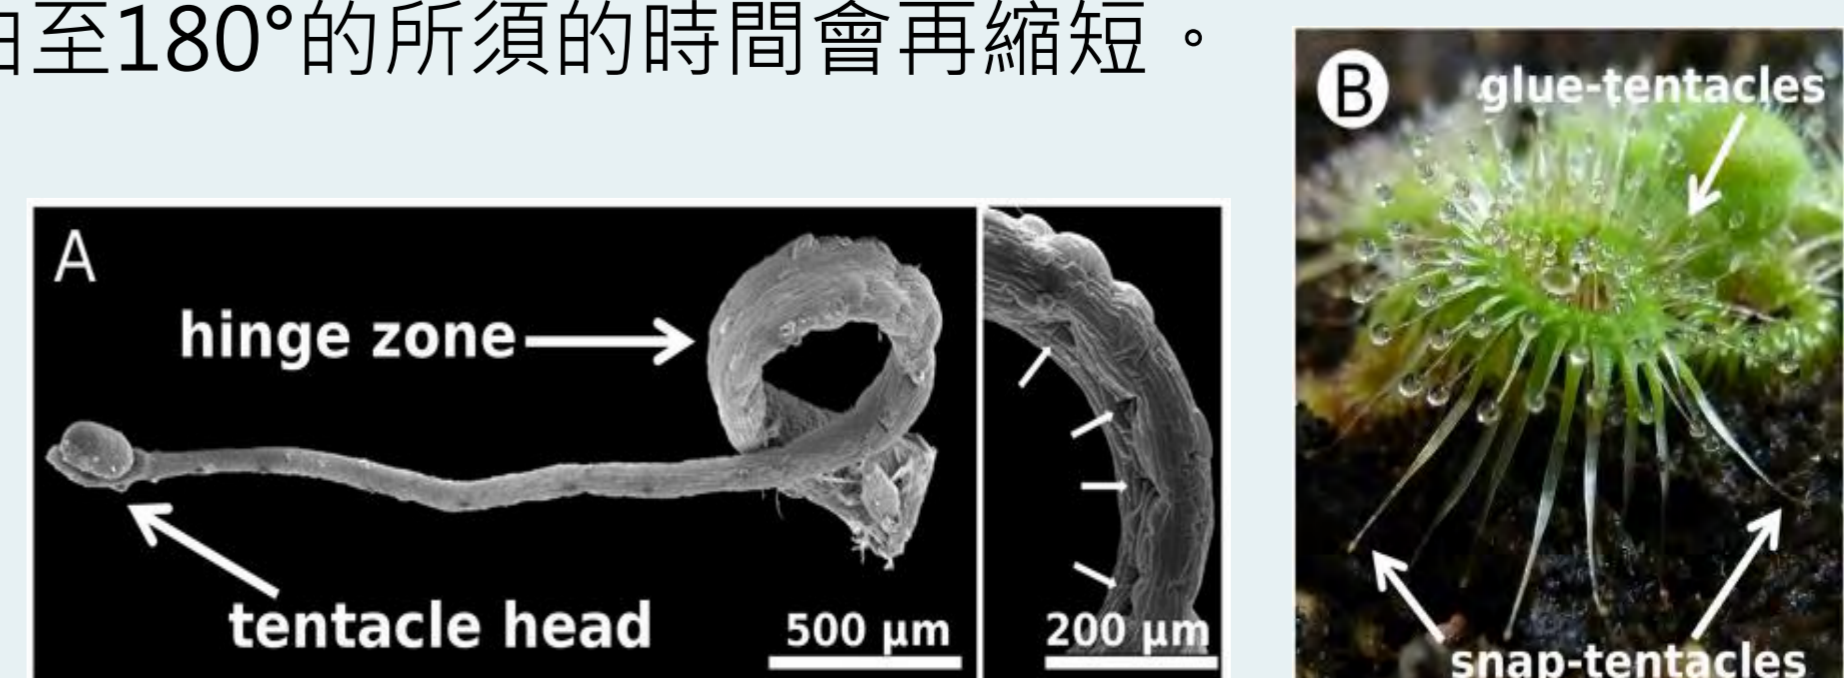 至180°的所須的時間會再縮短。
A
hinge zone
tentacle head
500 µm
200 µm
B
glue-tentacles
snap-tentacles